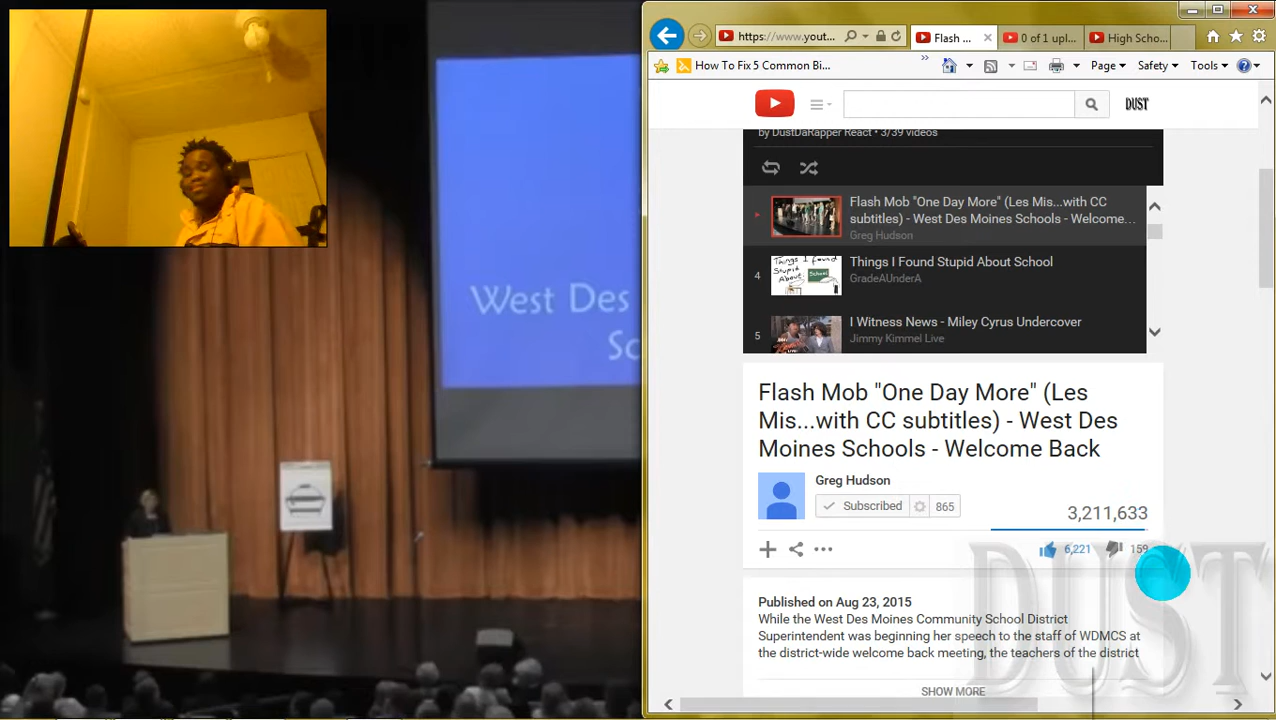 https://www.yout...
Flash ...
0 of 1 upl...
High Scho...
How To Fix 5 Common Bi...
»
Page
Safety
Tools
DUST
by DustDaRapper React • 3/39 videos
Flash Mob "One Day More" (Les Mis...with CC
subtitles) - West Des Moines Schools - Welcome...
Greg Hudson
4
Things I Found Stupid About School
GradeAUnderA
Things I found
Stupid About
School
5
I Witness News - Miley Cyrus Undercover
Jimmy Kimmel Live
West Des
Sc
Flash Mob "One Day More" (Les
Mis...with CC subtitles) - West Des
Moines Schools - Welcome Back
Greg Hudson
Subscribed
865
3,211,633
6,221
159
Published on Aug 23, 2015
While the West Des Moines Community School District
Superintendent was beginning her speech to the staff of WDMCS at
the district-wide welcome back meeting, the teachers of the district
SHOW MORE
DUST